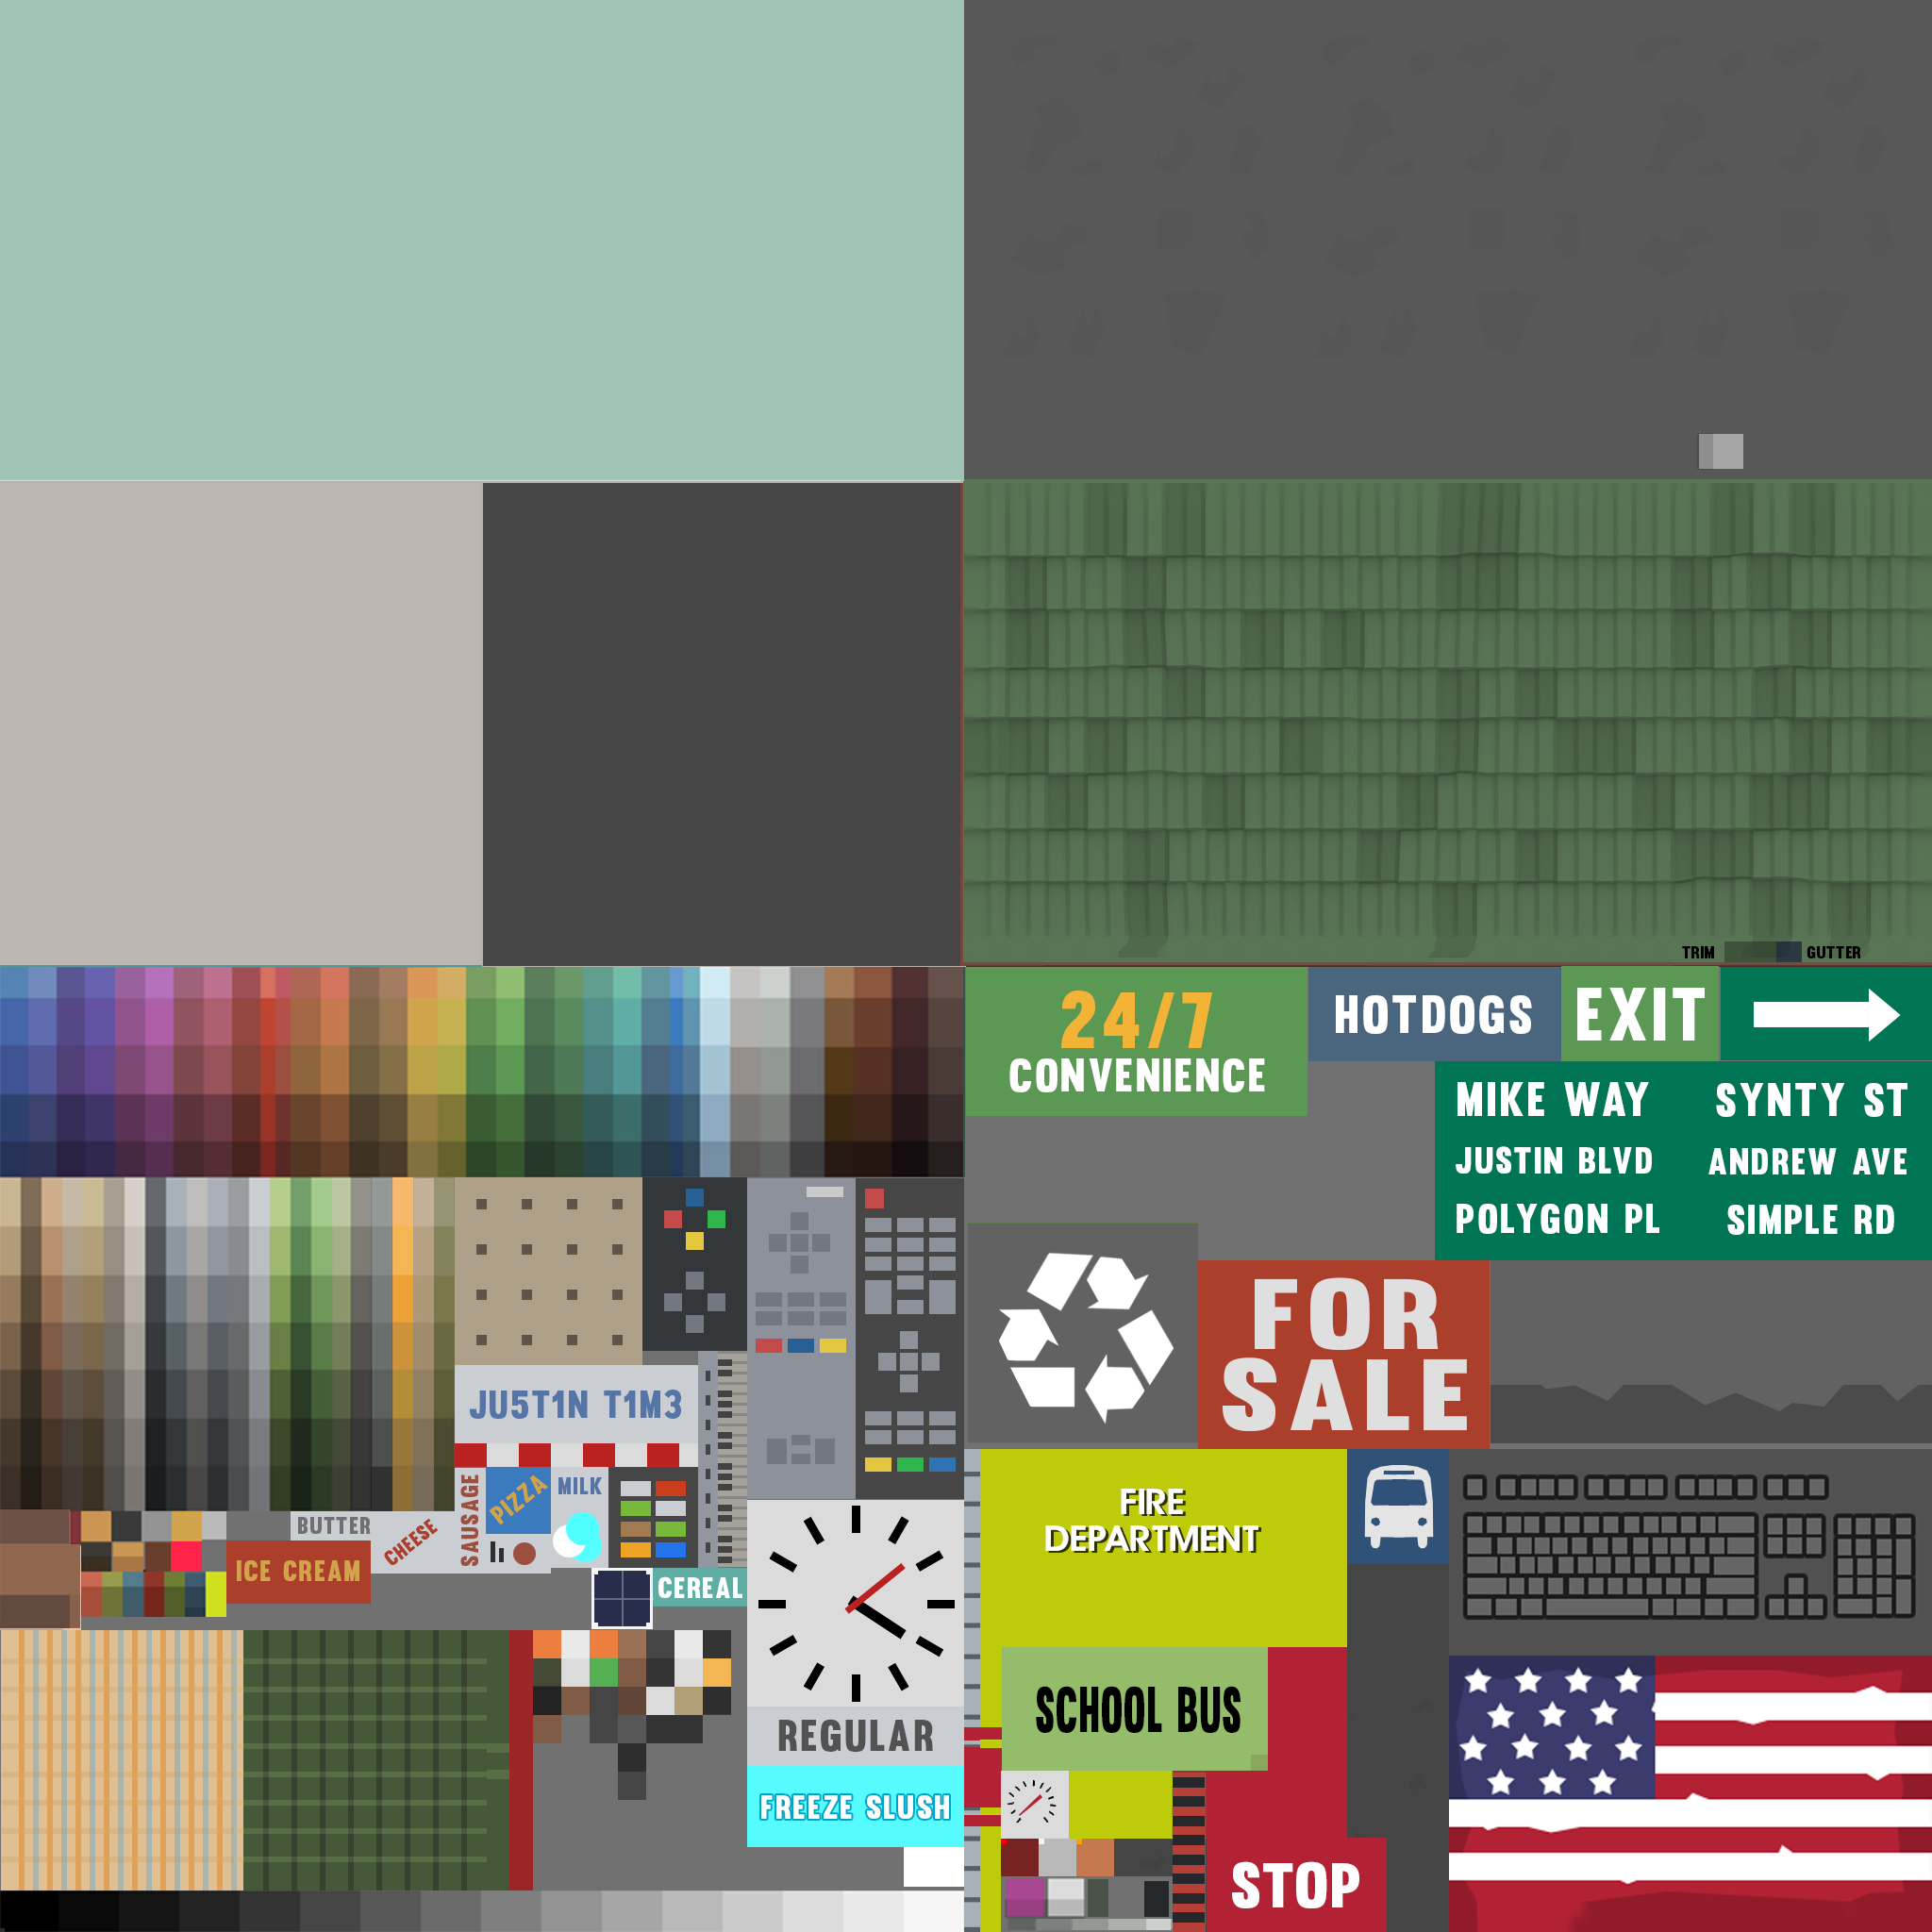 TRIM
GUTTER
24/7
CONVENIENCE
HOTDOGS
EXIT
MIKE WAY
SYNTY ST
JUSTIN BLVD
ANDREW AVE
POLYGON PL
SIMPLE RD
FOR
SALE
JU5T1N T1M3
SAUSAGE
PIZZA
MILK
BUTTER
CHEESE
ICE CREAM
CEREAL
REGULAR
FREEZE SLUSH
FIRE
DEPARTMENT
SCHOOL BUS
STOP